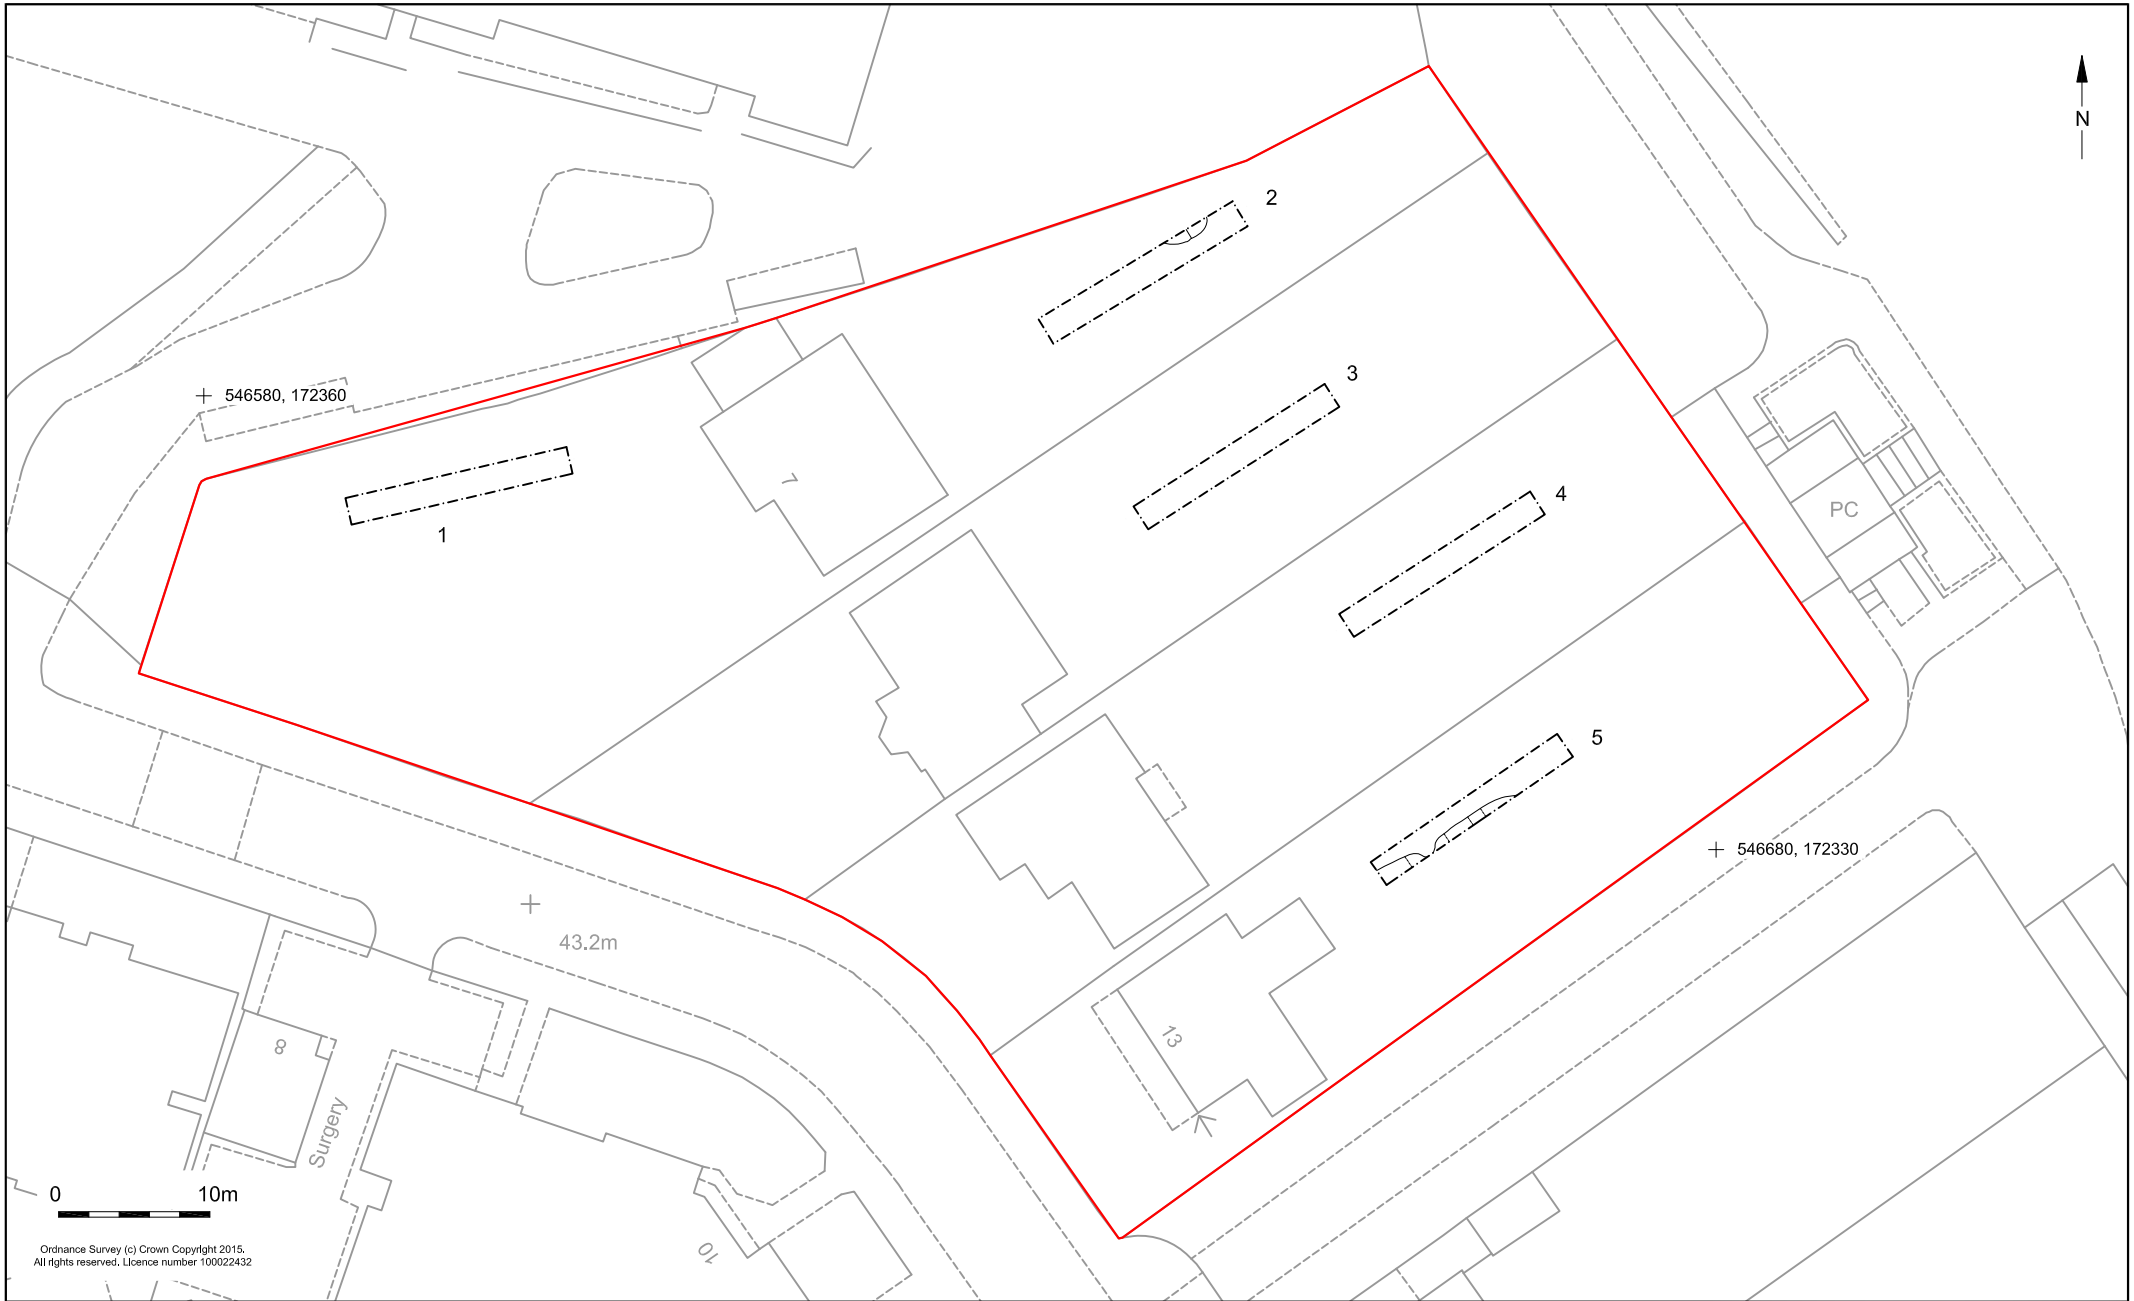 N
2
3
546580, 172360
7
4
PC
1
5
546680, 172330
43.2m
13
8
Surgery
0 10m
10
Ordnance Survey (c) Crown Copyright 2015.
All rights reserved. Licence number 100022432